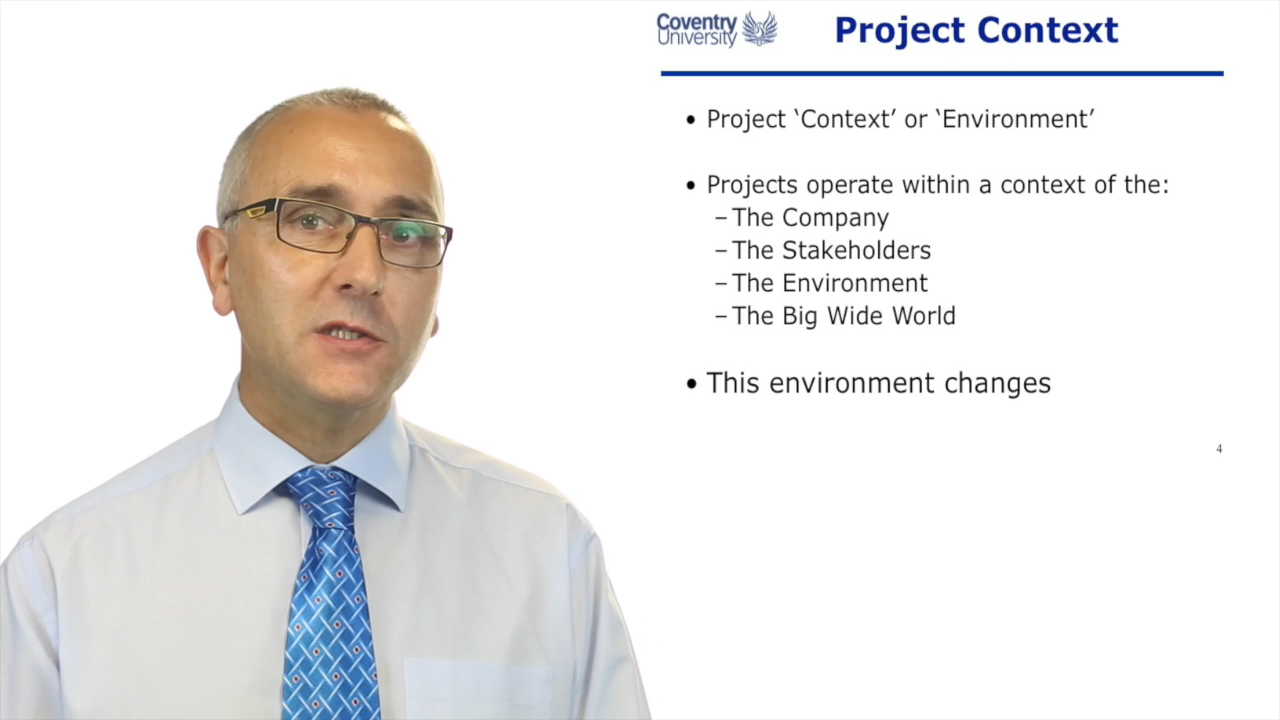 Coventry
University
Project Context
• Project ‘Context’ or ‘Environment’
• Projects operate within a context of the:
– The Company
– The Stakeholders
– The Environment
– The Big Wide World
• This environment changes
4